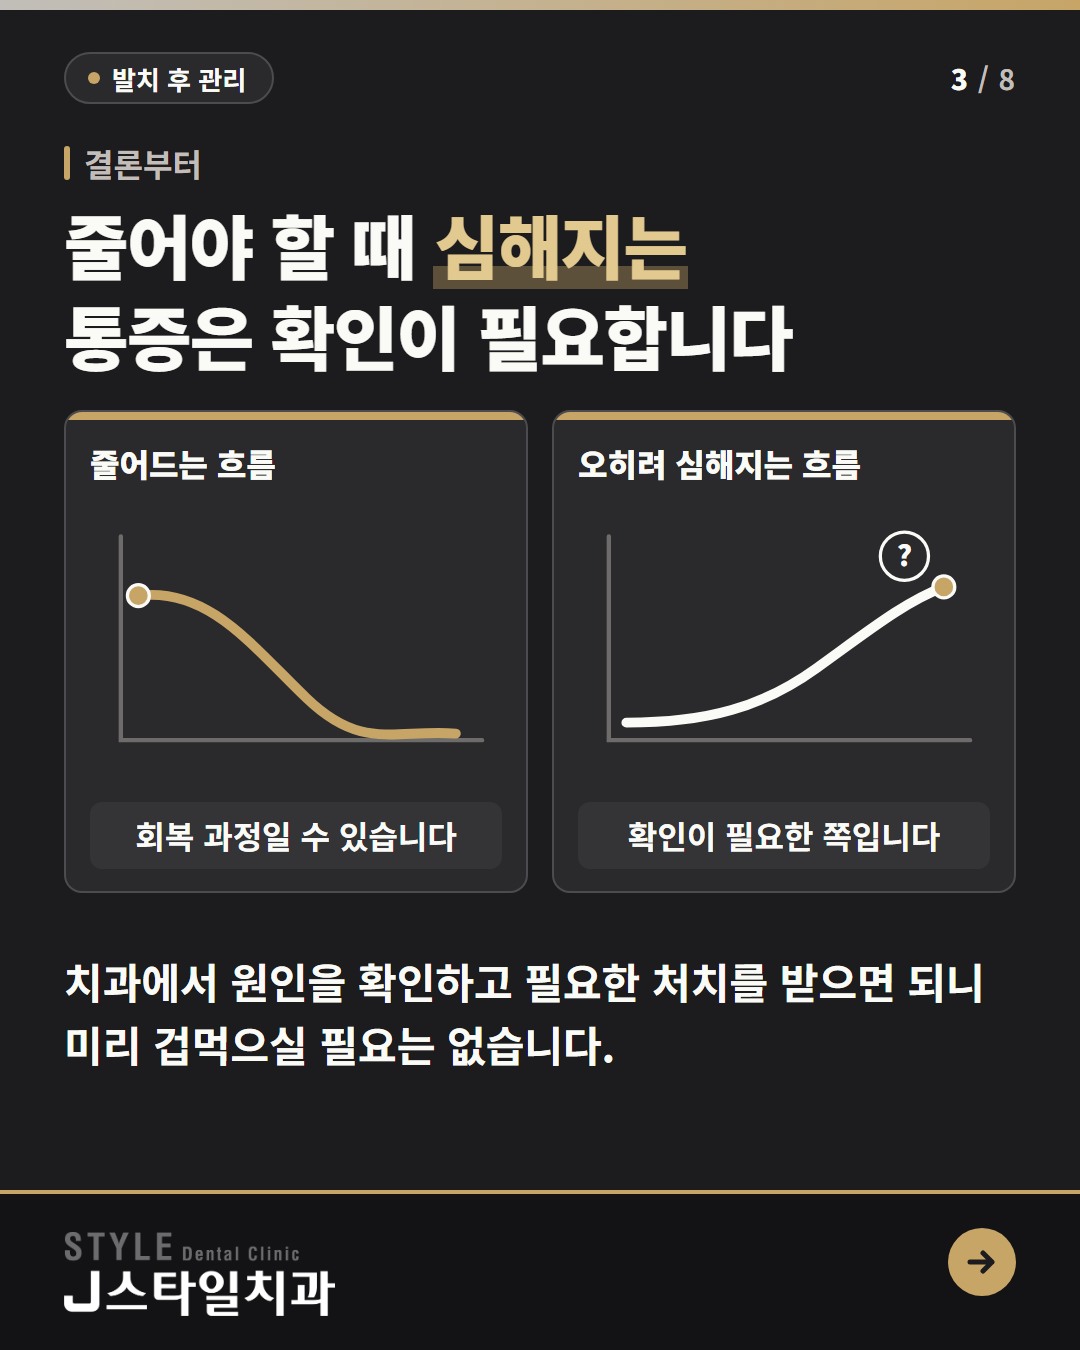 발치 후 관리
3 / 8
결론부터
줄어야 할 때 심해지는
통증은 확인이 필요합니다
줄어드는 흐름
오히려 심해지는 흐름
?
회복 과정일 수 있습니다
확인이 필요한 쪽입니다
치과에서 원인을 확인하고 필요한 처치를 받으면 되니
미리 겁먹으실 필요는 없습니다.
STYLE Dental Clinic
J스타일치과